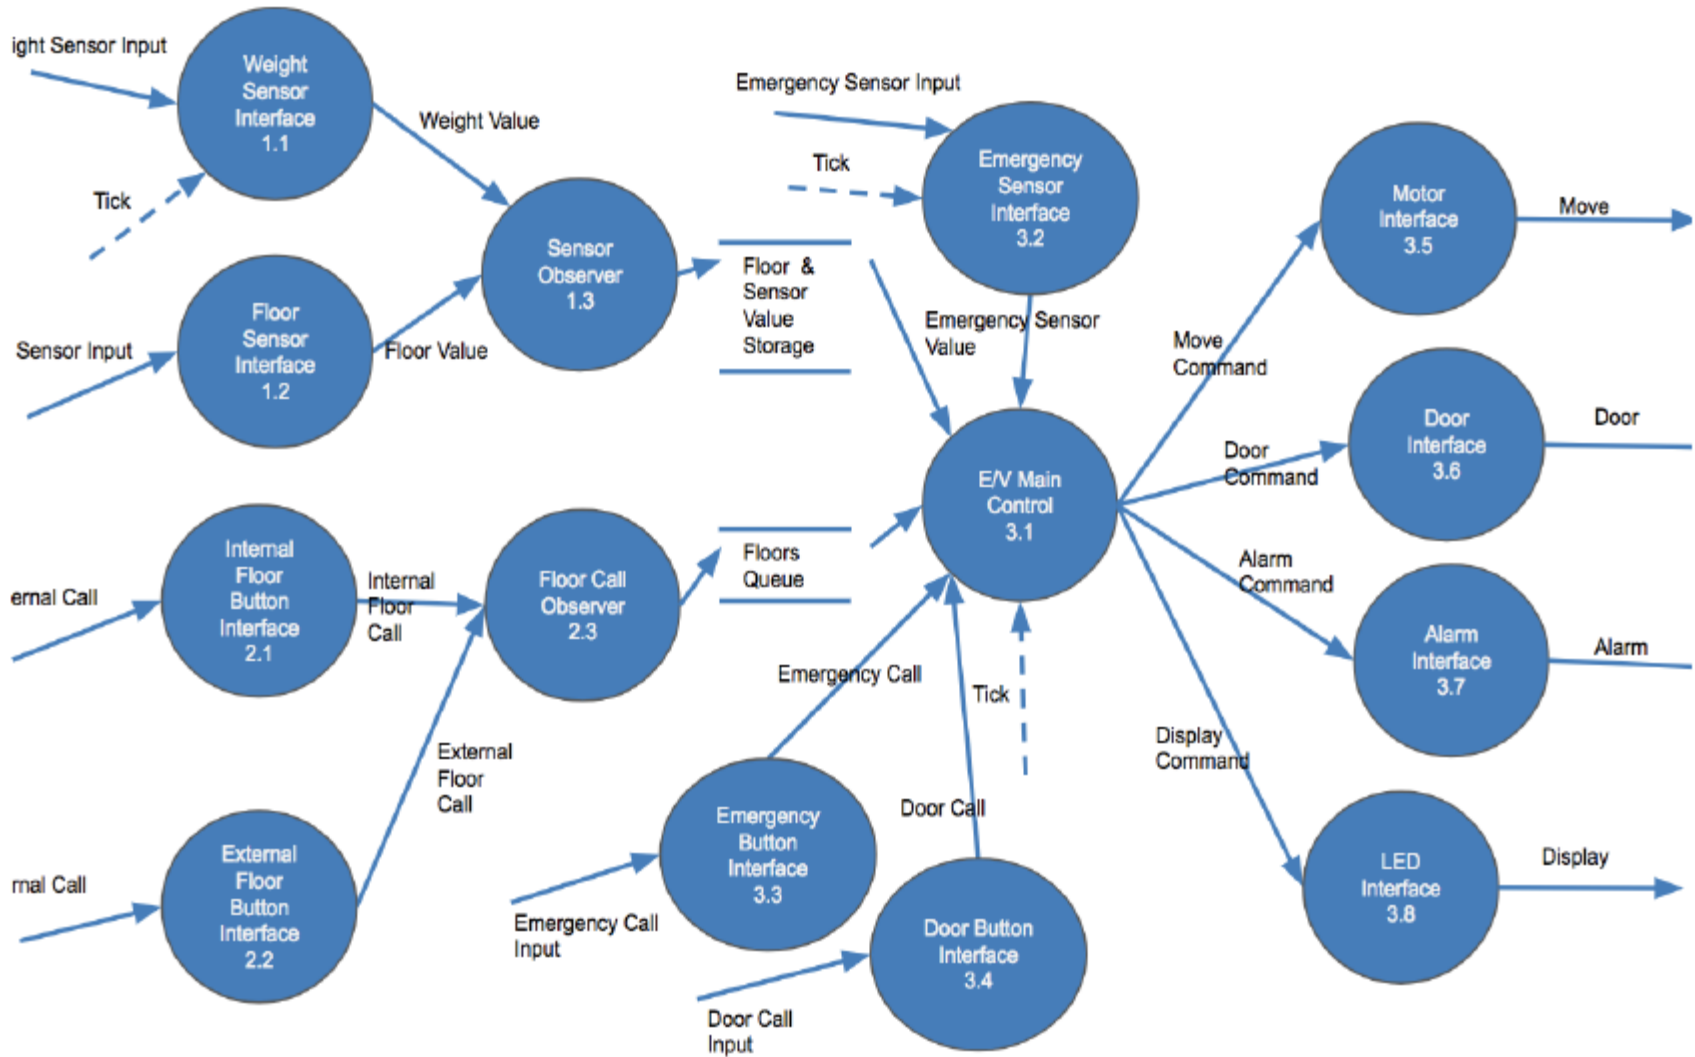 ight Sensor Input
Weight
Sensor
Interface
1.1
Tick
Weight Value
Sensor Input
Floor
Sensor
Interface
1.2
Floor Value
Sensor
Observer
1.3
Floor &
Sensor
Value
Storage
Emergency Sensor Input
Tick
Emergency
Sensor
Interface
3.2
Emergency Sensor
Value
ernal Call
Internal
Floor
Button
Interface
2.1
Internal
Floor
Call
rnal Call
External
Floor
Button
Interface
2.2
External
Floor
Call
Floor Call
Observer
2.3
Floors
Queue
E/V Main
Control
3.1
Emergency Call
Tick
Door Call
Emergency
Button
Interface
3.3
Emergency Call
Input
Door Button
Interface
3.4
Door Call
Input
Move
Command
Motor
Interface
3.5
Move
Door
Command
Door
Interface
3.6
Door
Alarm
Command
Alarm
Interface
3.7
Alarm
Display
Command
LED
Interface
3.8
Display